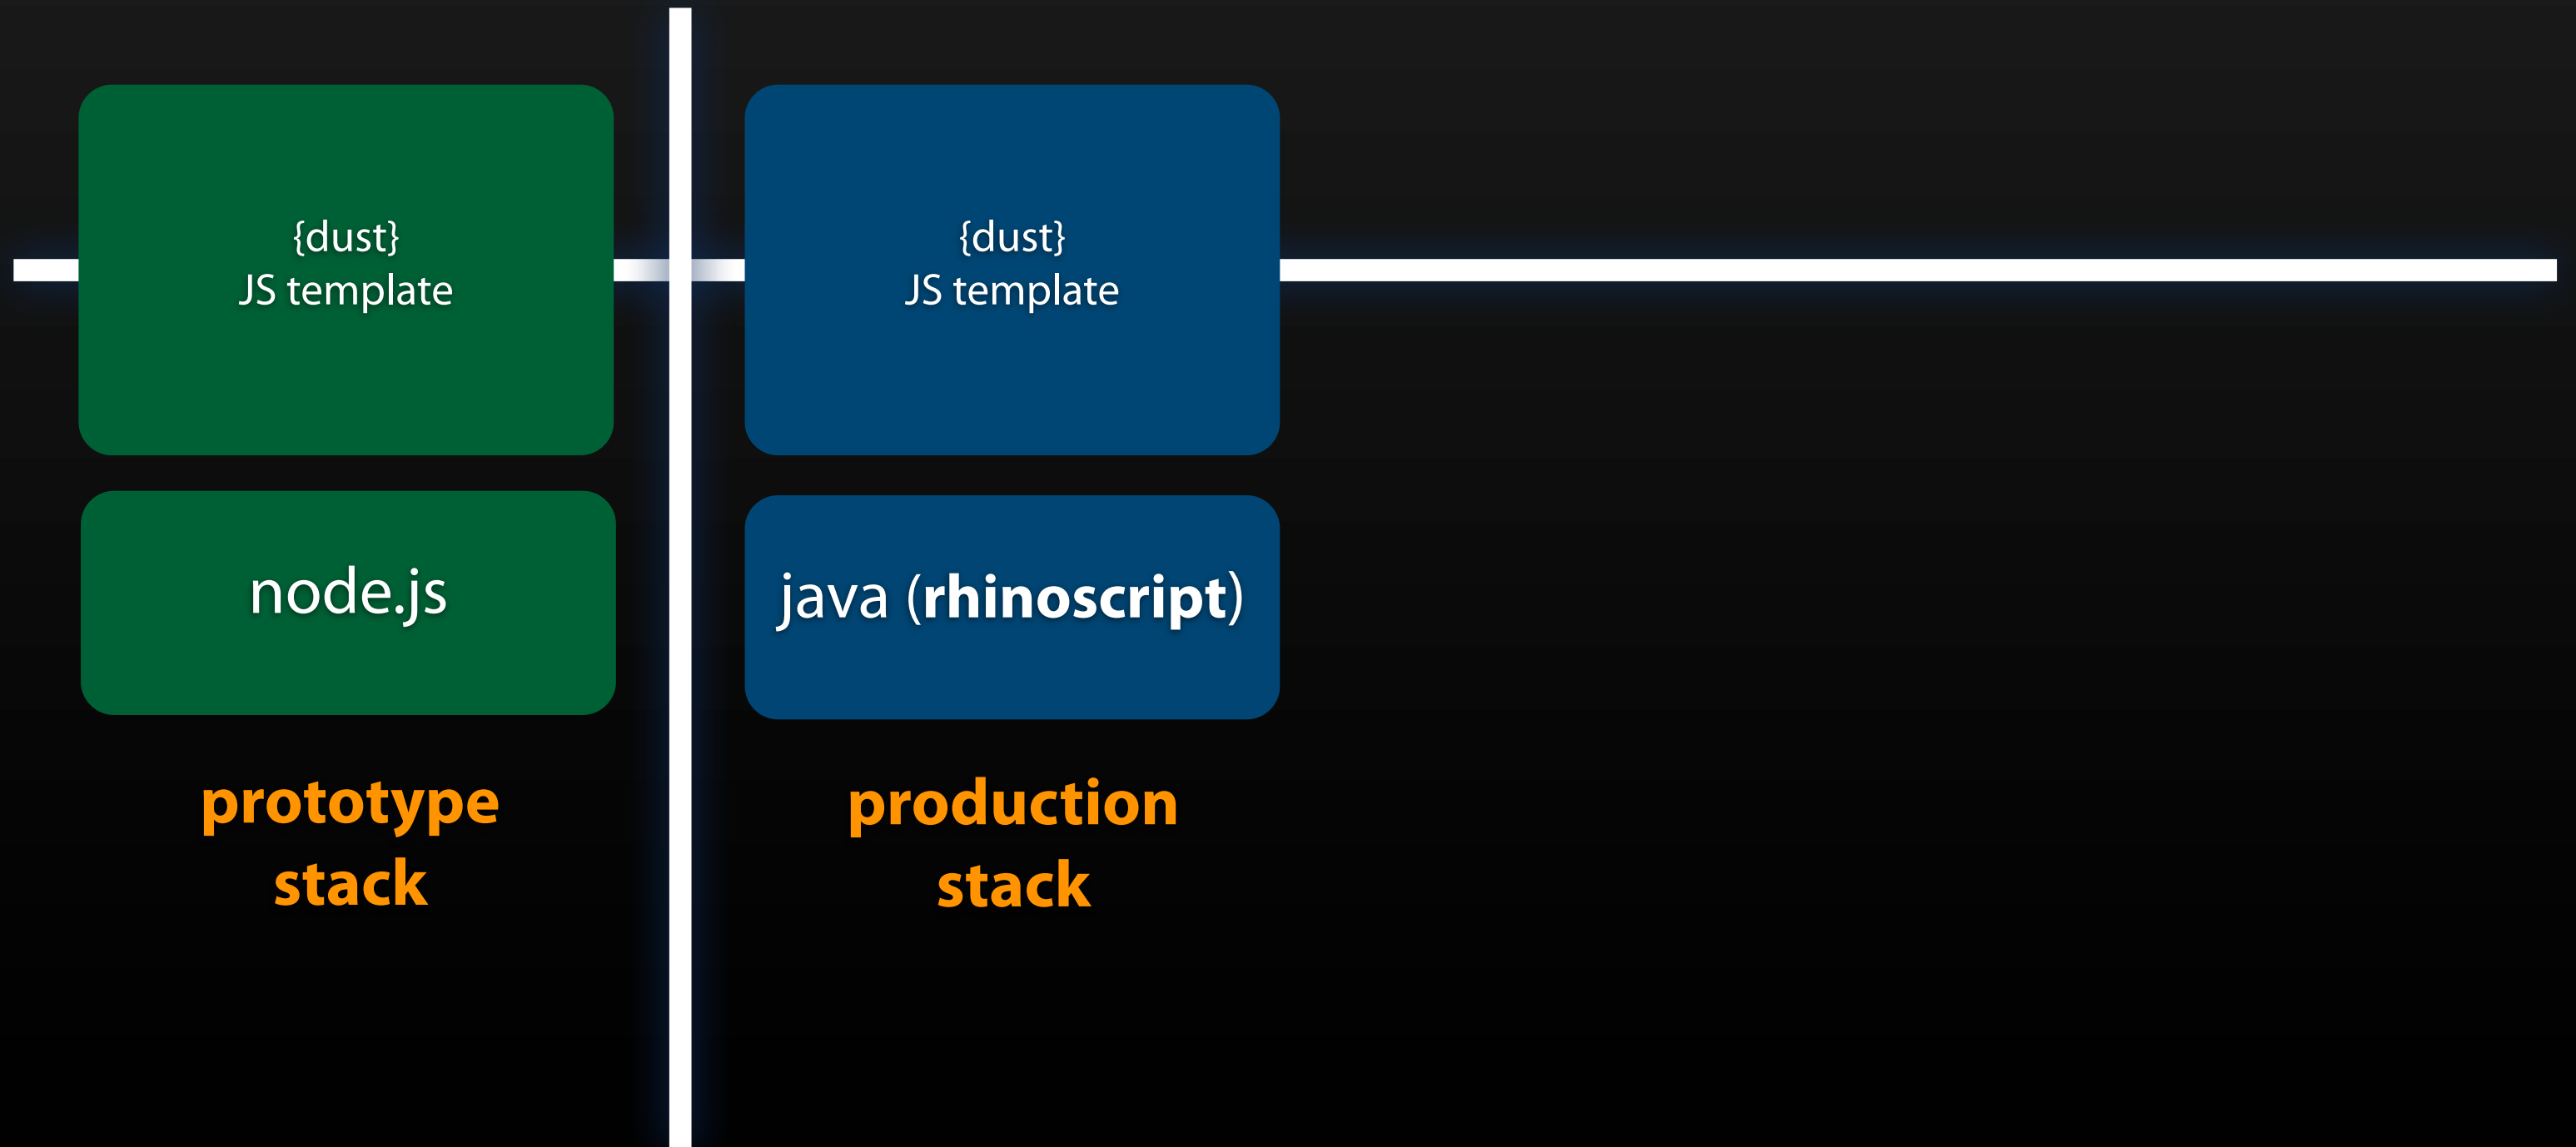 {dust}
JS template
node.js
prototype
stack
{dust}
JS template
java (rhinoscript)
production
stack